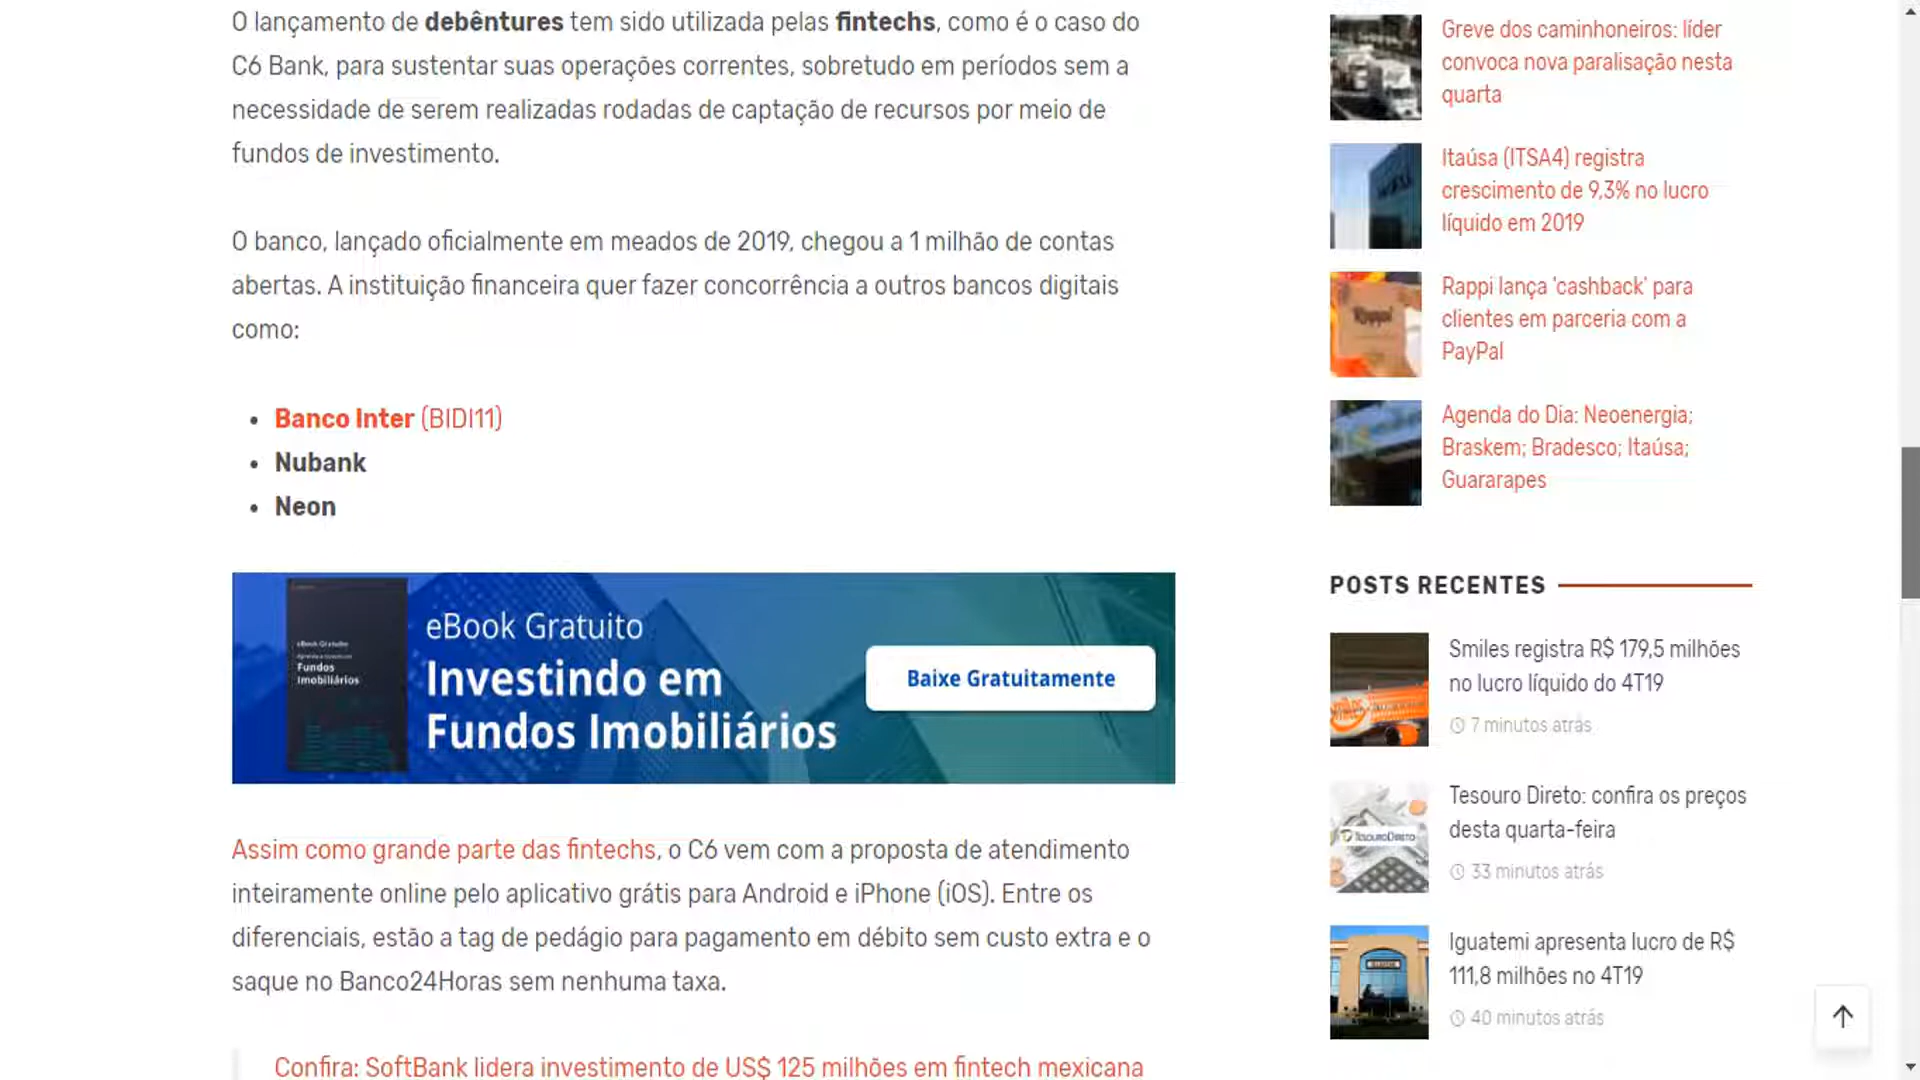 O lançamento de debêntures tem sido utilizada pelas fintechs, como é o caso do
C6 Bank, para sustentar suas operações correntes, sobretudo em períodos sem a
necessidade de serem realizadas rodadas de captação de recursos por meio de
fundos de investimento.
O banco, lançado oficialmente em meados de 2019, chegou a 1 milhão de contas
abertas. A instituição financeira quer fazer concorrência a outros bancos digitais
como:
• Banco Inter (BIDI11)
• Nubank
• Neon
eBook Gratuito
Fundos
Imobiliários
eBook Gratuito
Investindo em
Fundos Imobiliários
Baixe Gratuitamente
Assim como grande parte das fintechs, o C6 vem com a proposta de atendimento
inteiramente online pelo aplicativo grátis para Android e iPhone (iOS). Entre os
diferenciais, estão a tag de pedágio para pagamento em débito sem custo extra e o
saque no Banco24Horas sem nenhuma taxa.
Confira: SoftBank lidera investimento de US$ 125 milhões em fintech mexicana
Greve dos caminhoneiros: líder
convoca nova paralisação nesta
quarta
Itaúsa (ITSA4) registra
crescimento de 9,3% no lucro
líquido em 2019
Rappi
Rappi lança 'cashback' para
clientes em parceria com a
PayPal
Agenda do Dia: Neoenergia;
Braskem; Bradesco; Itaúsa;
Guararapes
POSTS RECENTES
Smiles registra R$ 179,5 milhões
no lucro líquido do 4T19
7 minutos atrás
TesouroDireto
Tesouro Direto: confira os preços
desta quarta-feira
33 minutos atrás
Iguatemi apresenta lucro de R$
111,8 milhões no 4T19
40 minutos atrás